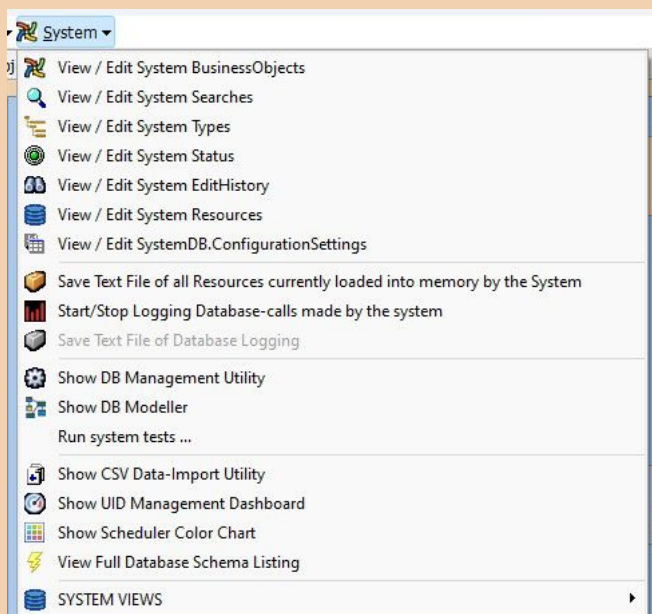 System
View / Edit System BusinessObjects
View / Edit System Searches
View / Edit System Types
View / Edit System Status
View / Edit System EditHistory
View / Edit System Resources
View / Edit SystemDB.ConfigurationSettings
Save Text File of all Resources currently loaded into memory by the System
Start/Stop Logging Database-calls made by the system
Save Text File of Database Logging
Show DB Management Utility
Show DB Modeller
Run system tests ...
Show CSV Data-Import Utility
Show UID Management Dashboard
Show Scheduler Color Chart
View Full Database Schema Listing
SYSTEM VIEWS